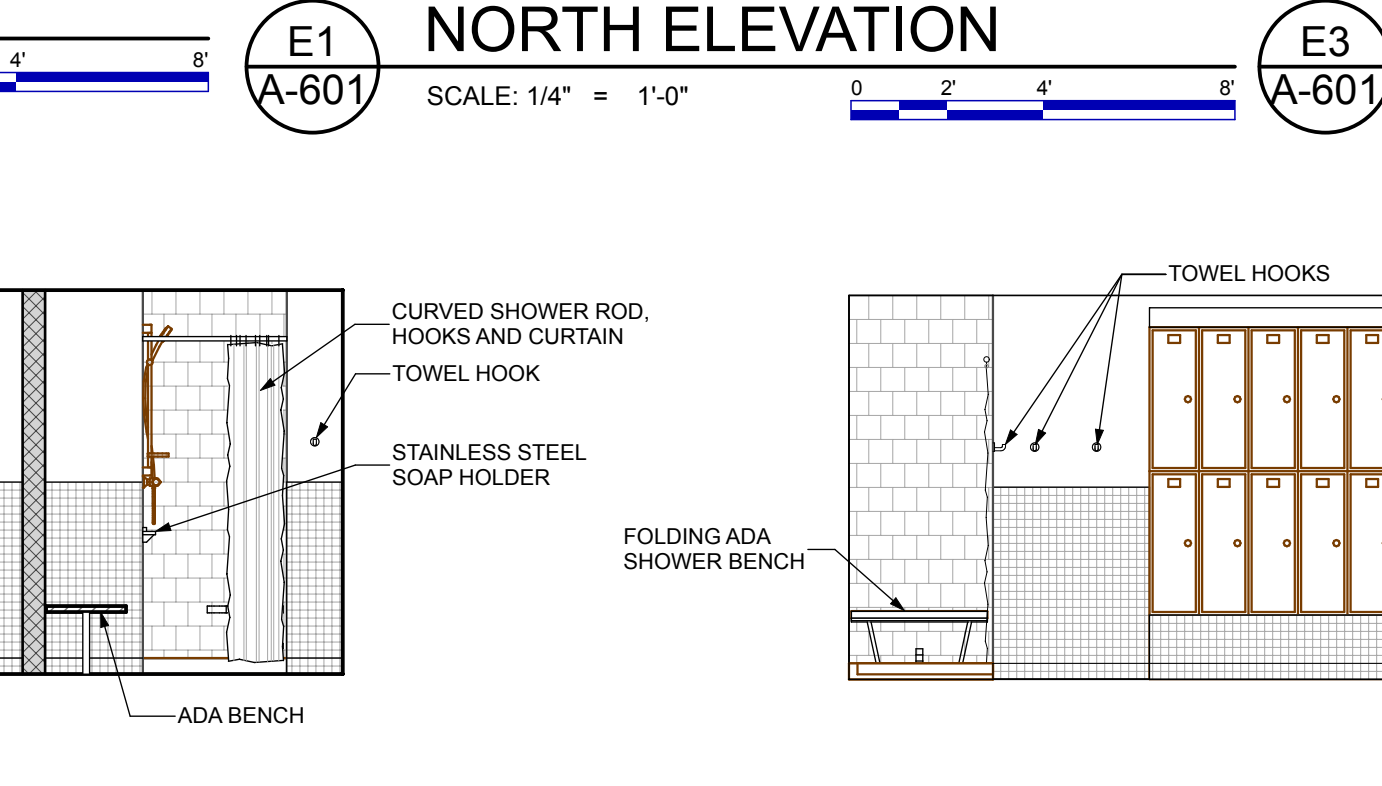 4' 8'
E1
A-601
NORTH ELEVATION
SCALE: 1/4" = 1'-0"
0 2' 4' 8'
E3
A-601
CURVED SHOWER ROD,
HOOKS AND CURTAIN
TOWEL HOOK
STAINLESS STEEL
SOAP HOLDER
ADA BENCH
TOWEL HOOKS
FOLDING ADA
SHOWER BENCH